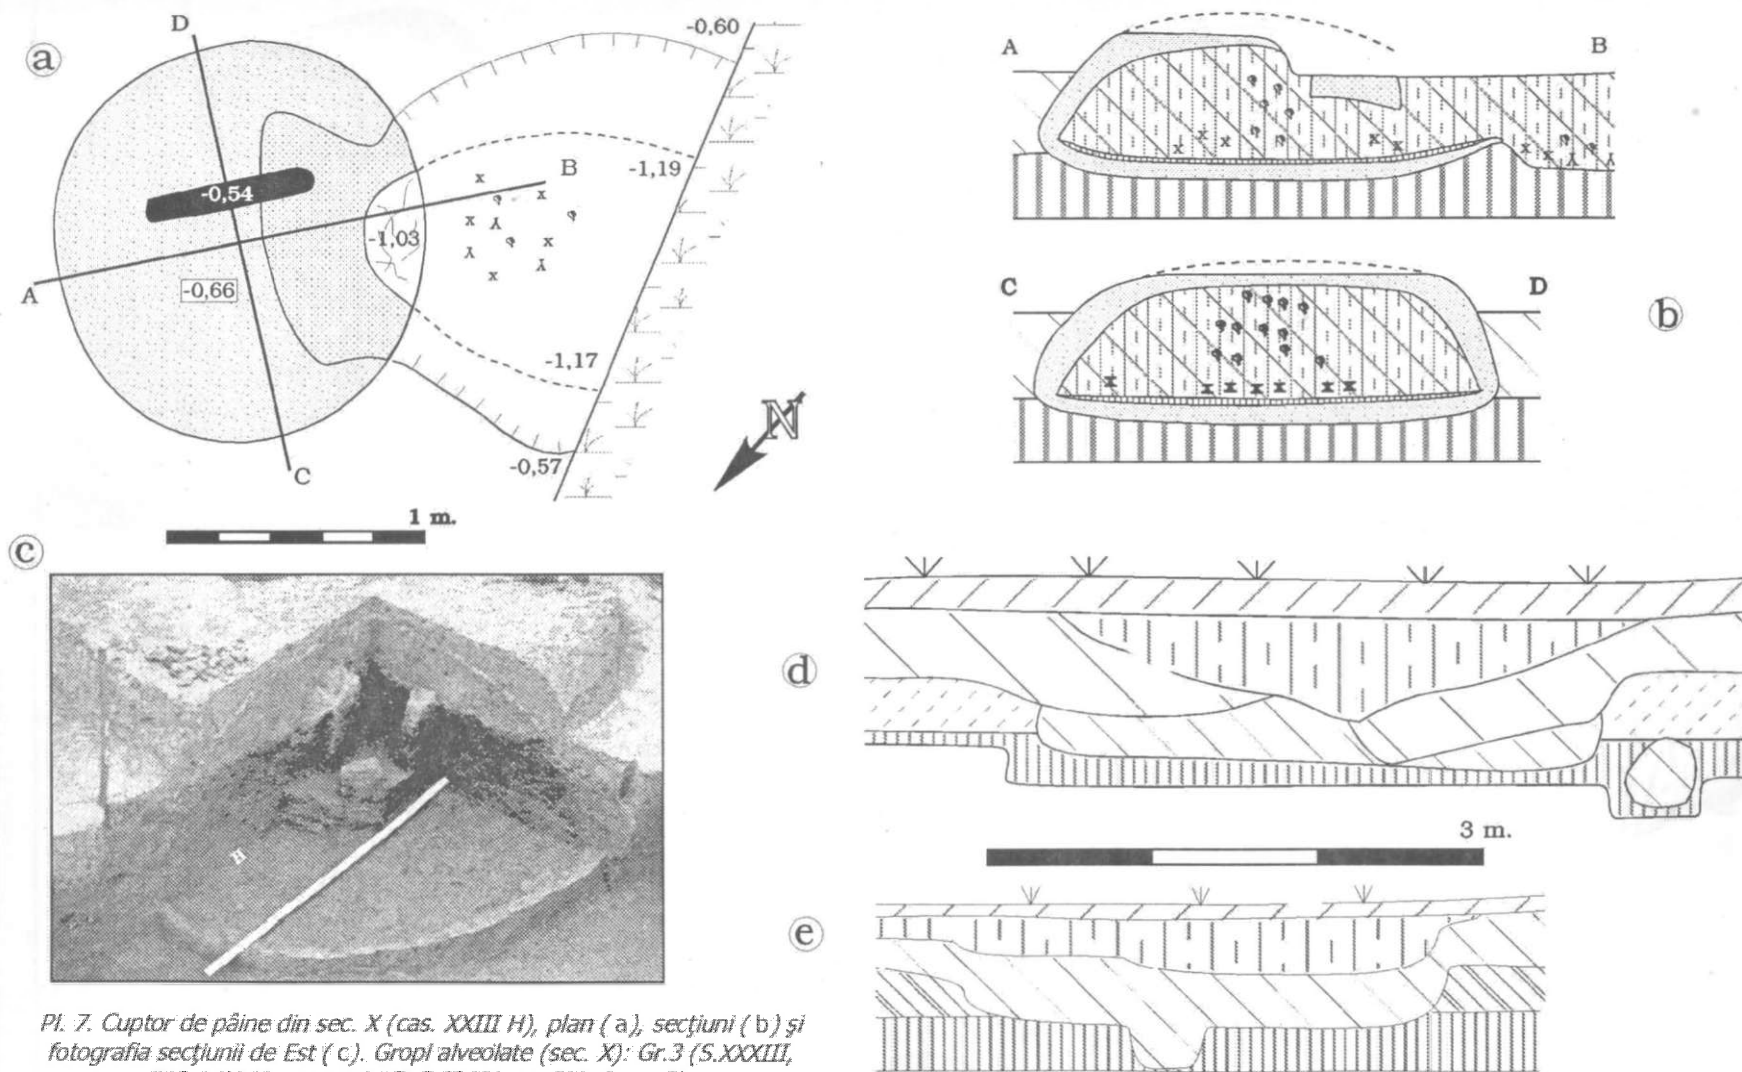 a
D
-0,60
-1,19
B
-0,54
-1,03
A
-0,66
-1,17
-0,57
C
N
1 m.
A
B
C
D
b
c
H
d
3 m.
e
Pl. 7. Cuptor de pâine din sec. X (cas. XXIII H), plan ( a ), secţiuni ( b ) şi
fotografia secţiunii de Est ( c ). Gropi alveolate (sec. X): Gr.3 (S.XXXIII,